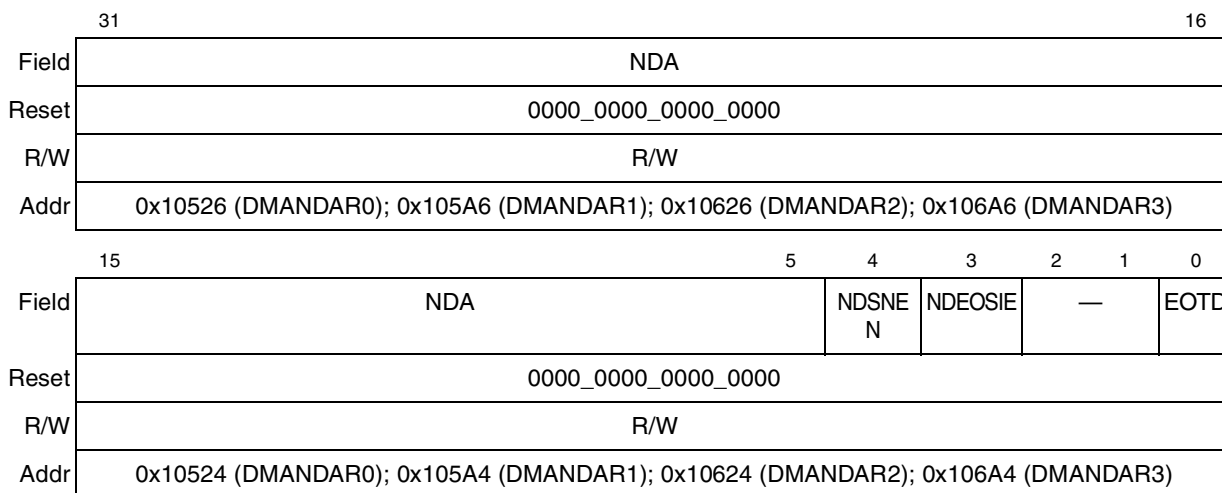 31 16
Field NDA
Reset 0000_0000_0000_0000
R/W R/W
Addr 0x10526 (DMANDAR0); 0x105A6 (DMANDAR1); 0x10626 (DMANDAR2); 0x106A6 (DMANDAR3)
15 5 4 3 2 1 0
Field NDA NDSNE NDEOSIE — EOTD
N
Reset 0000_0000_0000_0000
R/W R/W
Addr 0x10524 (DMANDAR0); 0x105A4 (DMANDAR1); 0x10624 (DMANDAR2); 0x106A4 (DMANDAR3)